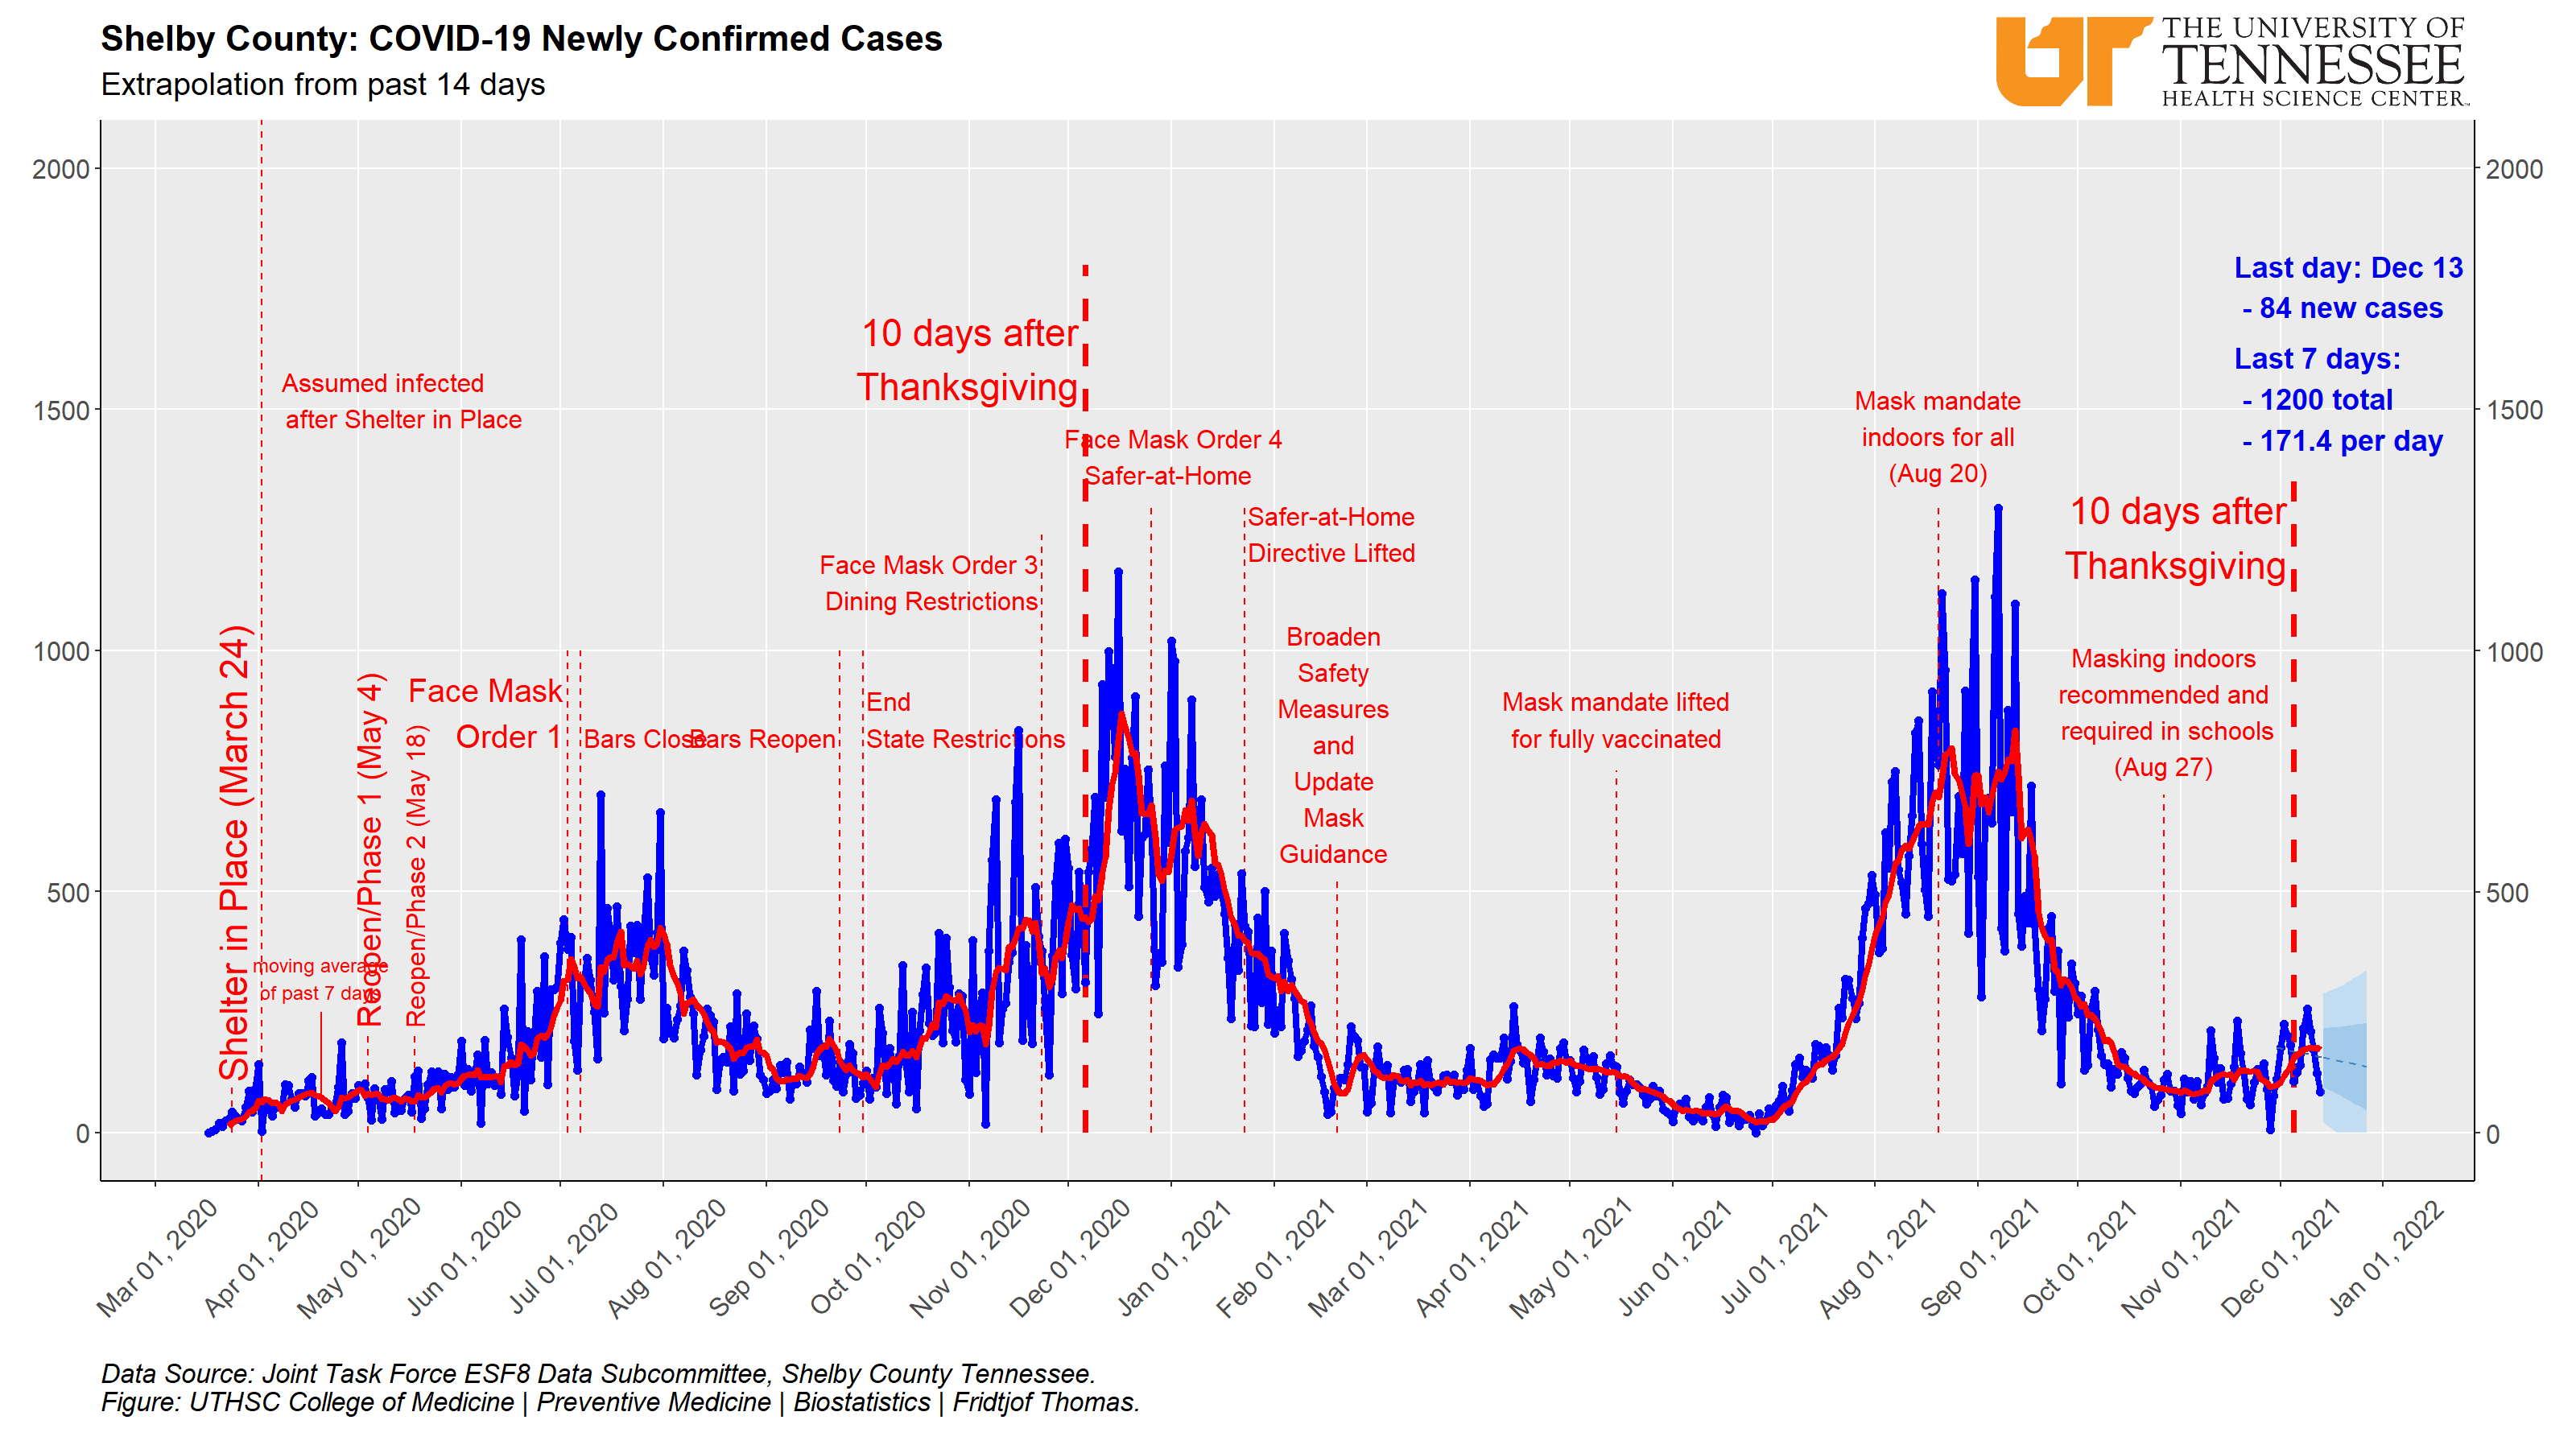 Shelby County: COVID-19 Newly Confirmed Cases
Extrapolation from past 14 days
THE UNIVERSITY OF
TENNESSEE
HEALTH SCIENCE CENTER
2000
1500
1000
500
0
2000
1500
1000
500
0
Assumed infected
after Shelter in Place
Shelter in Place (March 24)
moving average
of past 7 days
Reopen/Phase 1 (May 4)
Reopen/Phase 2 (May 18)
Face Mask
Order 1
Bars Close
Bars Reopen
End
State Restrictions
Face Mask Order 3
Dining Restrictions
10 days after
Thanksgiving
Face Mask Order 4
Safer-at-Home
Safer-at-Home
Directive Lifted
Broaden
Safety
Measures
and
Update
Mask
Guidance
Mask mandate lifted
for fully vaccinated
Mask mandate
indoors for all
(Aug 20)
Masking indoors
recommended and
required in schools
(Aug 27)
10 days after
Thanksgiving
Last day: Dec 13
- 84 new cases
Last 7 days:
- 1200 total
- 171.4 per day
Mar 01, 2020
Apr 01, 2020
May 01, 2020
Jun 01, 2020
Jul 01, 2020
Aug 01, 2020
Sep 01, 2020
Oct 01, 2020
Nov 01, 2020
Dec 01, 2020
Jan 01, 2021
Feb 01, 2021
Mar 01, 2021
Apr 01, 2021
May 01, 2021
Jun 01, 2021
Jul 01, 2021
Aug 01, 2021
Sep 01, 2021
Oct 01, 2021
Nov 01, 2021
Dec 01, 2021
Jan 01, 2022
Data Source: Joint Task Force ESF8 Data Subcommittee, Shelby County Tennessee.
Figure: UTHSC College of Medicine | Preventive Medicine | Biostatistics | Fridtjof Thomas.